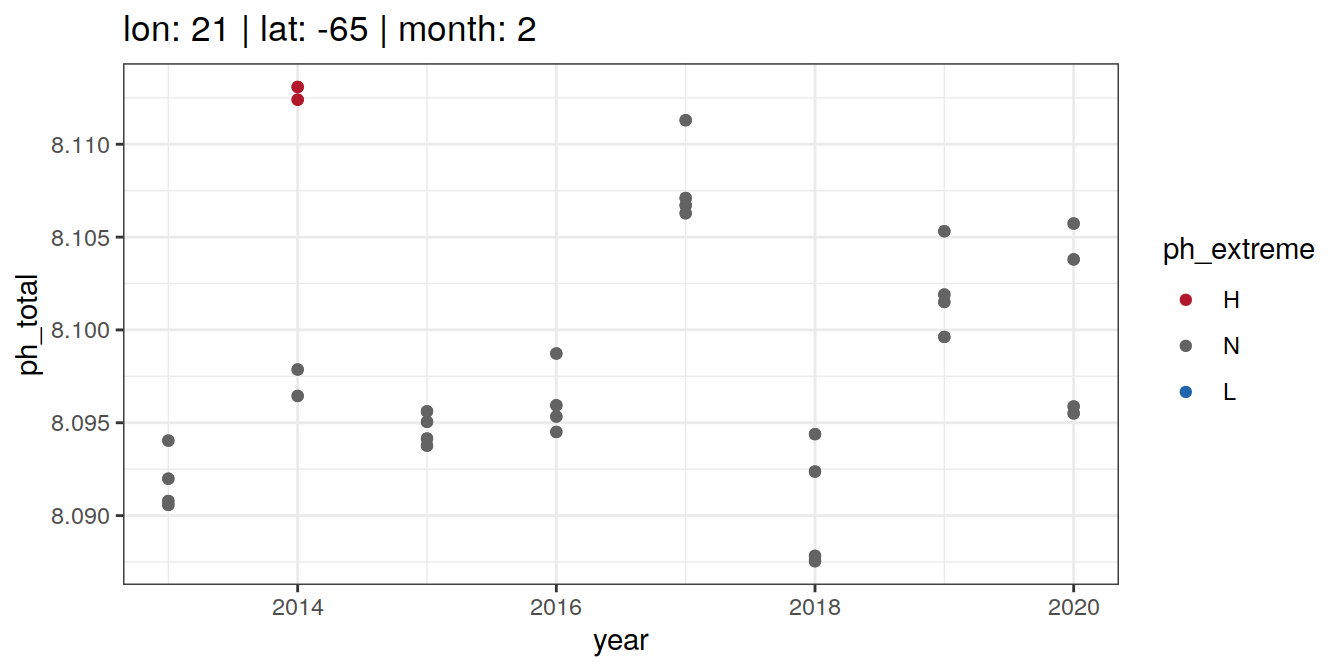 lon: 21 | lat: -65 | month: 2
8.110
8.105
8.100
8.095
8.090
ph_total
2014
2016
2018
2020
year
ph_extreme
H
N
L